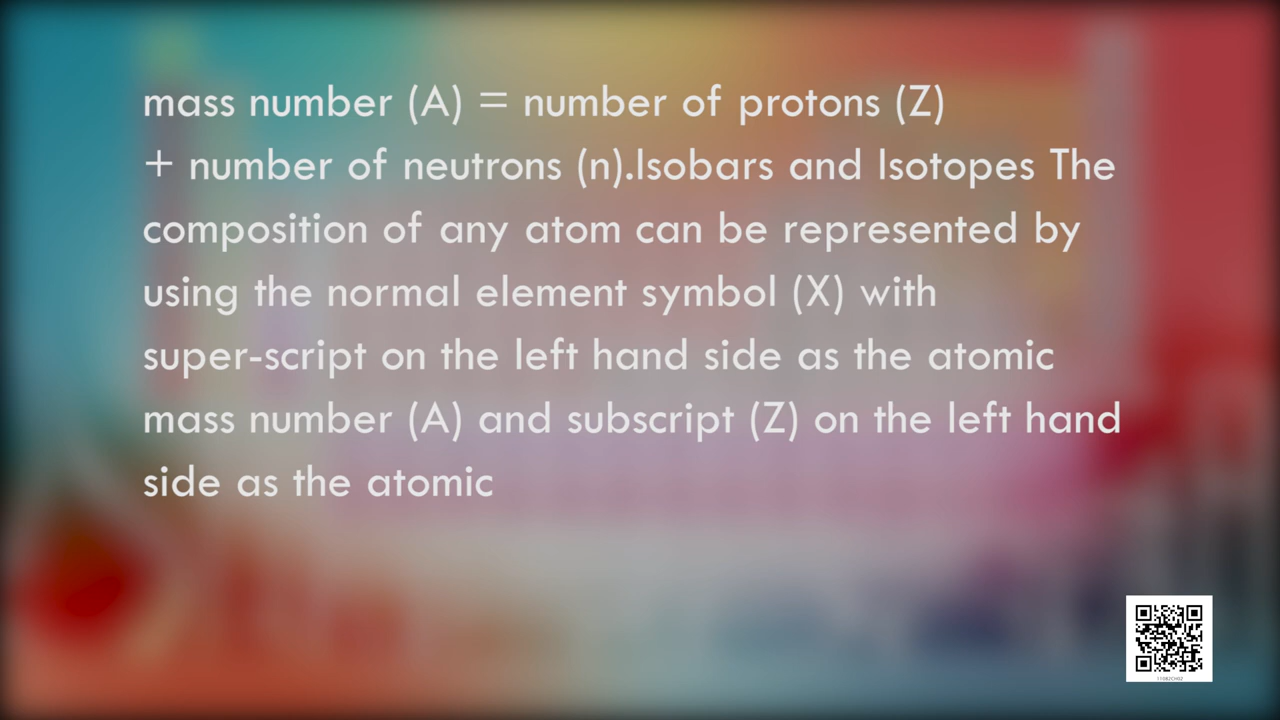 mass number (A) = number of protons (Z)
+ number of neutrons (n).Isobars and Isotopes The
composition of any atom can be represented by
using the normal element symbol (X) with
super-script on the left hand side as the atomic
mass number (A) and subscript (Z) on the left hand
side as the atomic